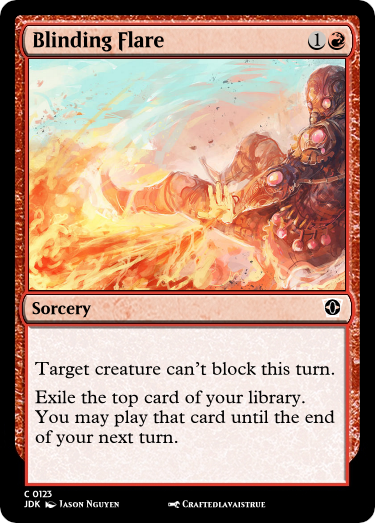 Blinding Flare 1
Sorcery
Target creature can't block this turn.
Exile the top card of your library.
You may play that card until the end
of your next turn.
C 0123
JDK Jason Nguyen Craftedlavaistrue